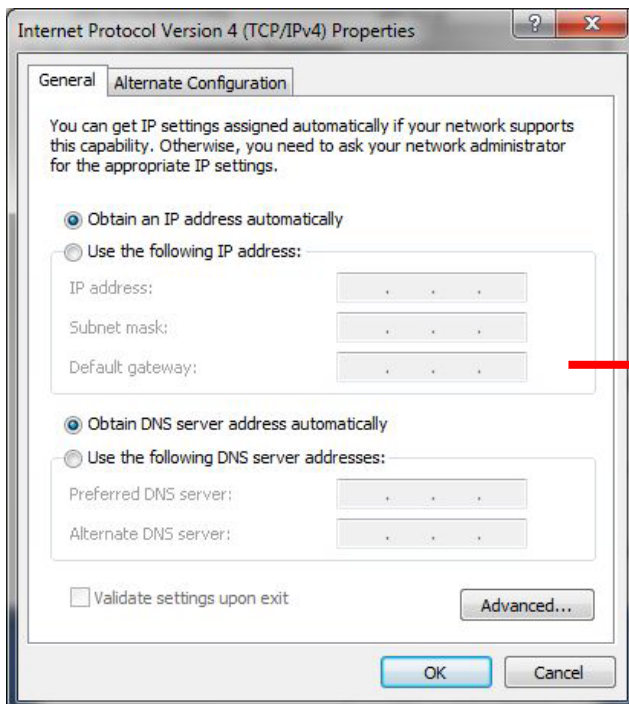 Internet Protocol Version 4 (TCP/IPv4) Properties
?
X
General
Alternate Configuration
You can get IP settings assigned automatically if your network supports
this capability. Otherwise, you need to ask your network administrator
for the appropriate IP settings.
Obtain an IP address automatically
Use the following IP address:
IP address: . . .
Subnet mask: . . .
Default gateway: . . .
Obtain DNS server address automatically
Use the following DNS server addresses:
Preferred DNS server: . . .
Alternate DNS server: . . .
Validate settings upon exit
Advanced...
OK
Cancel